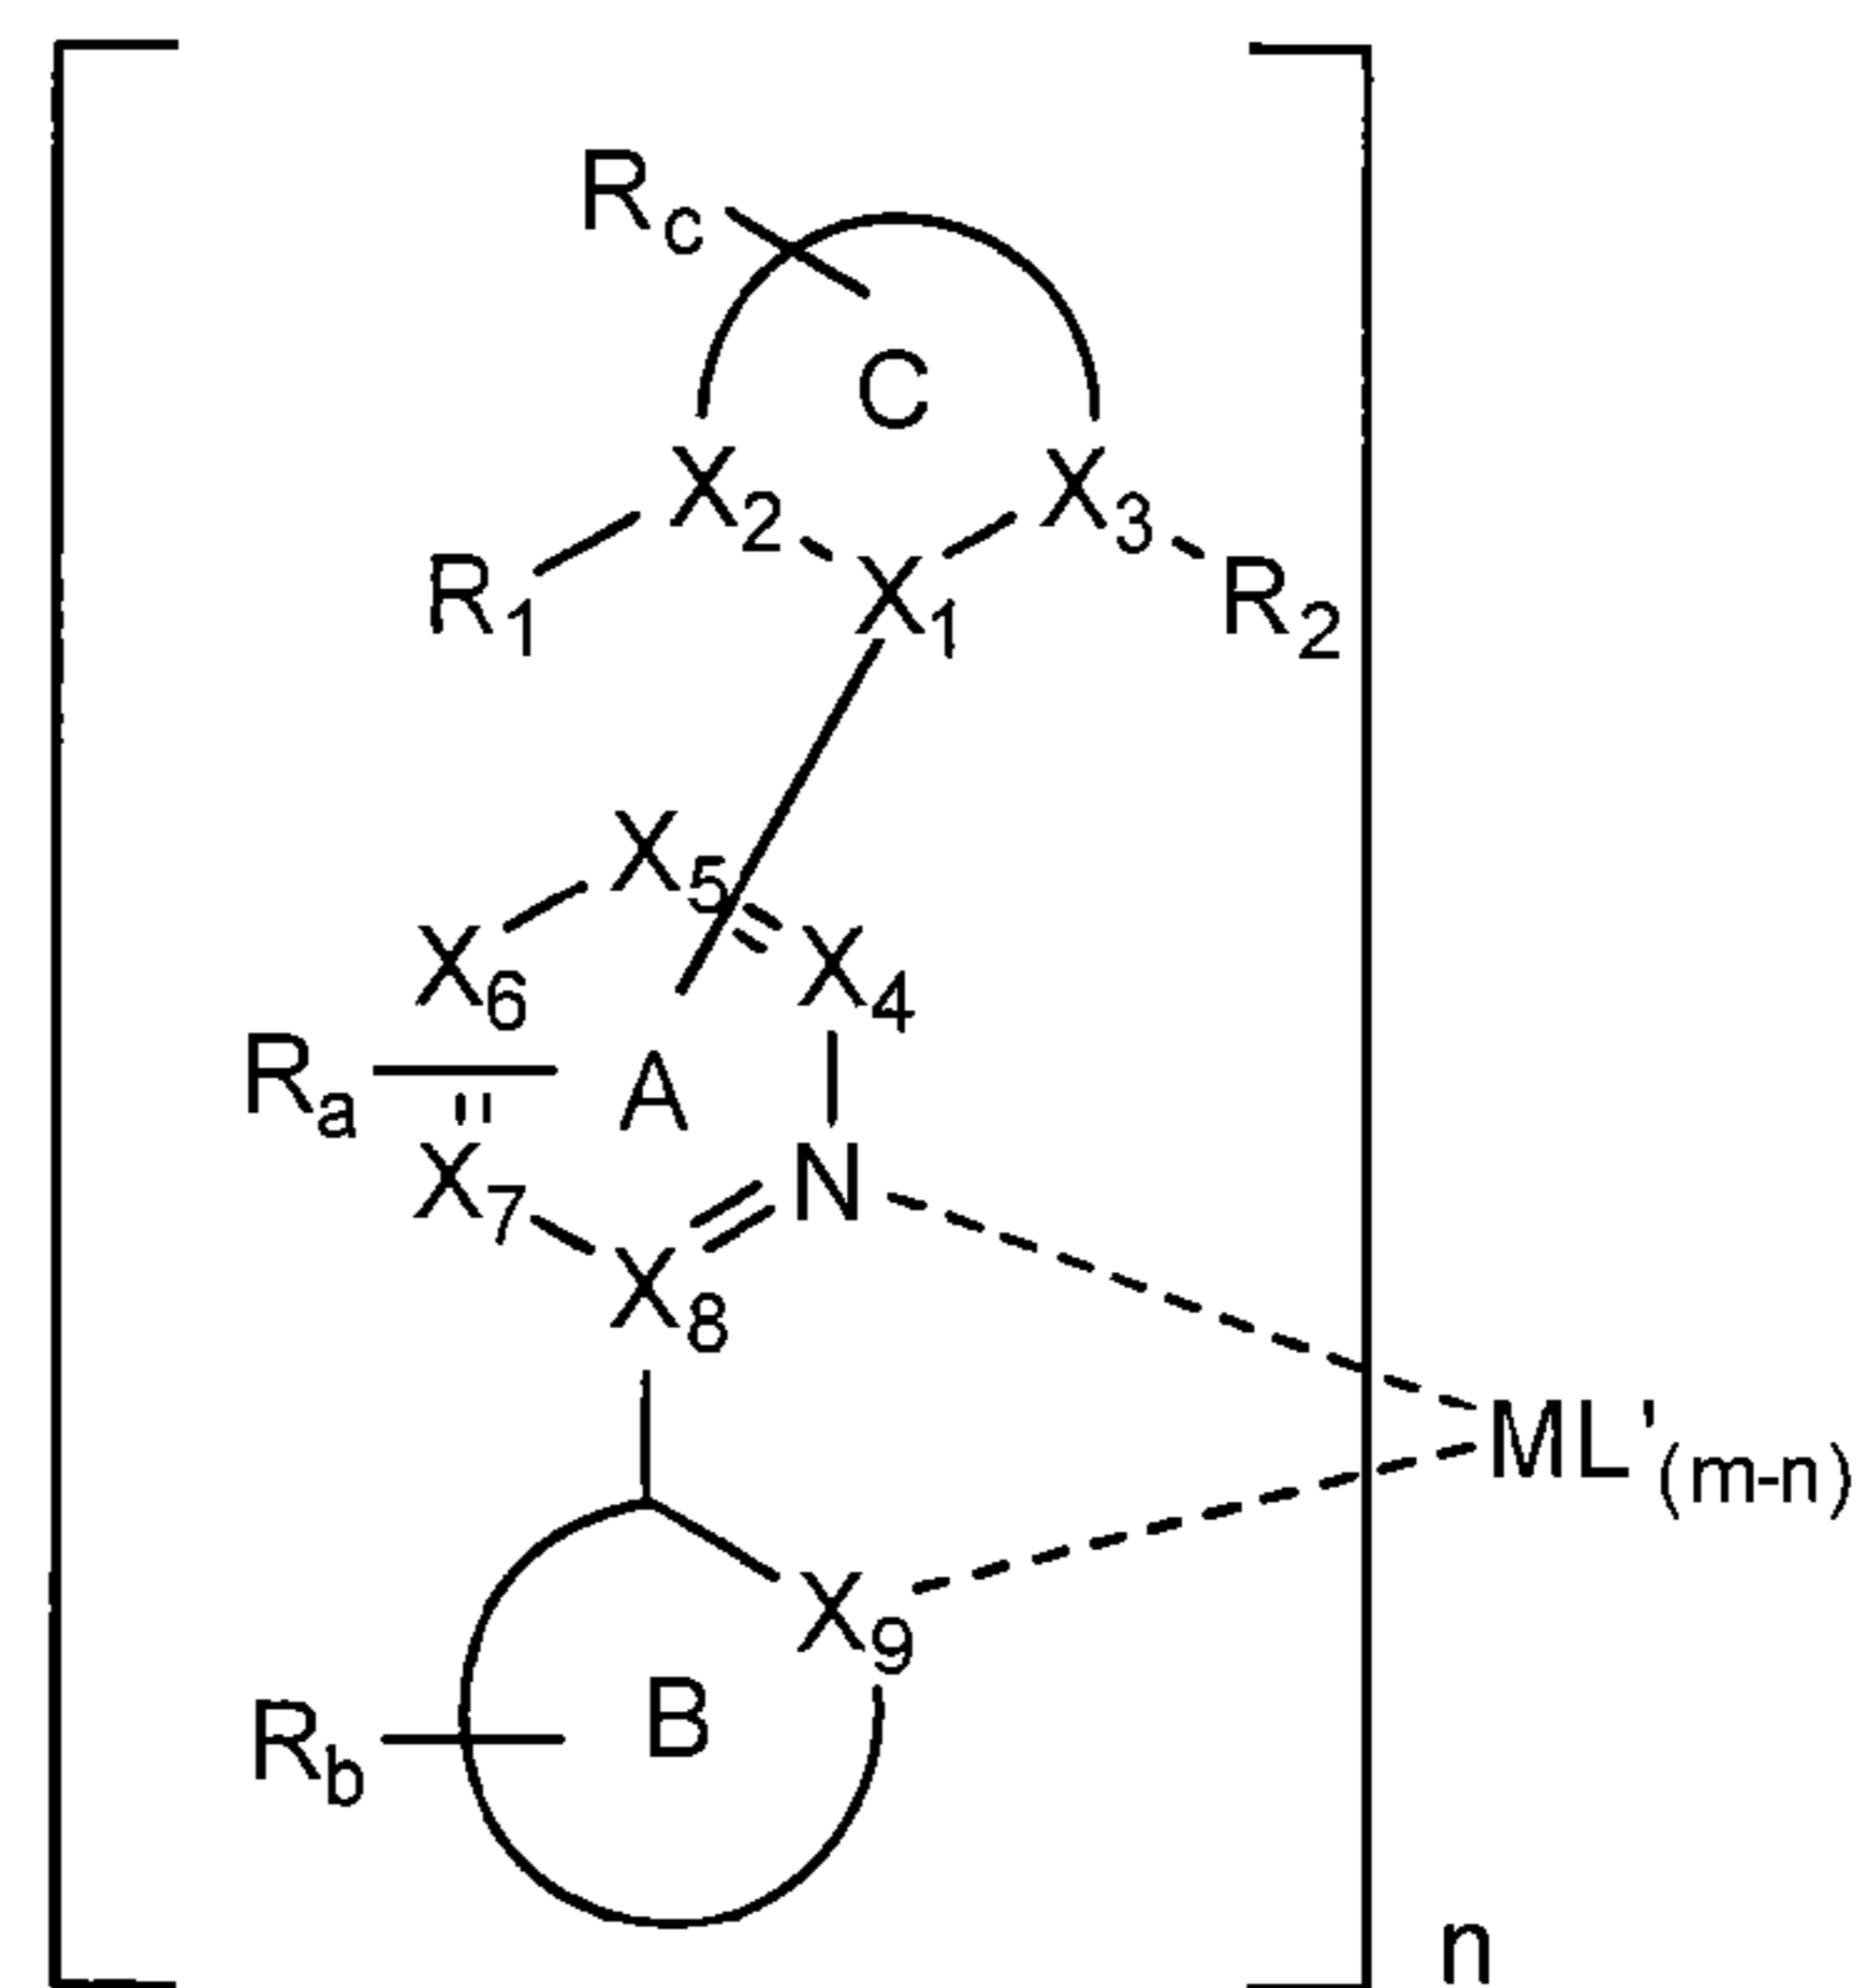 Rc
C
X2 X3
R1 X1 R2
X5
X6 X4
Ra A
X7 N
X8
ML'(m-n)
X9
Rb B
n